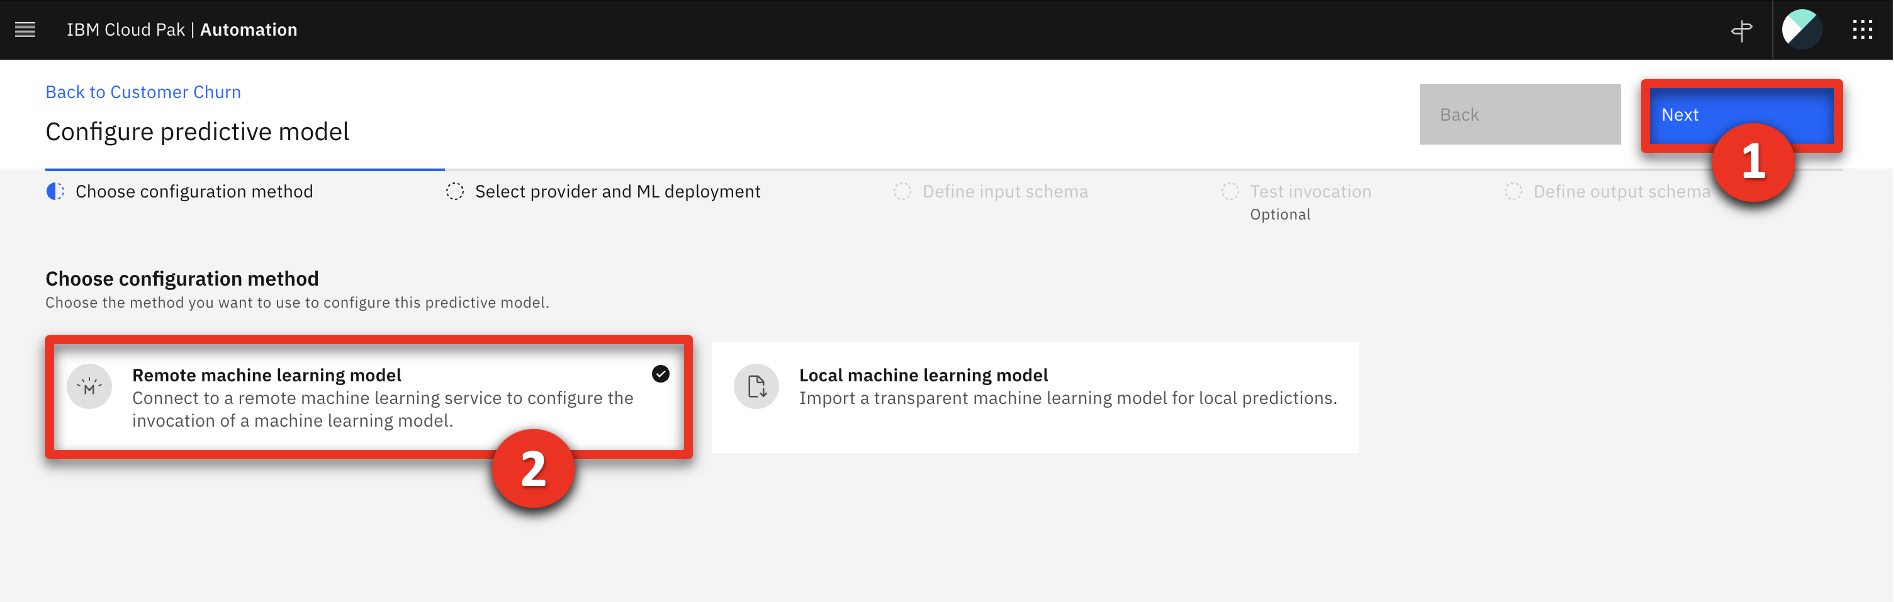 IBM Cloud Pak | Automation
Back to Customer Churn
Configure predictive model
Back
Next
1
Choose configuration method
Select provider and ML deployment
Define input schema
Test invocation
Optional
Define output schema
Choose configuration method
Choose the method you want to use to configure this predictive model.
M
Remote machine learning model
Connect to a remote machine learning service to configure the
invocation of a machine learning model.
2
Local machine learning model
Import a transparent machine learning model for local predictions.